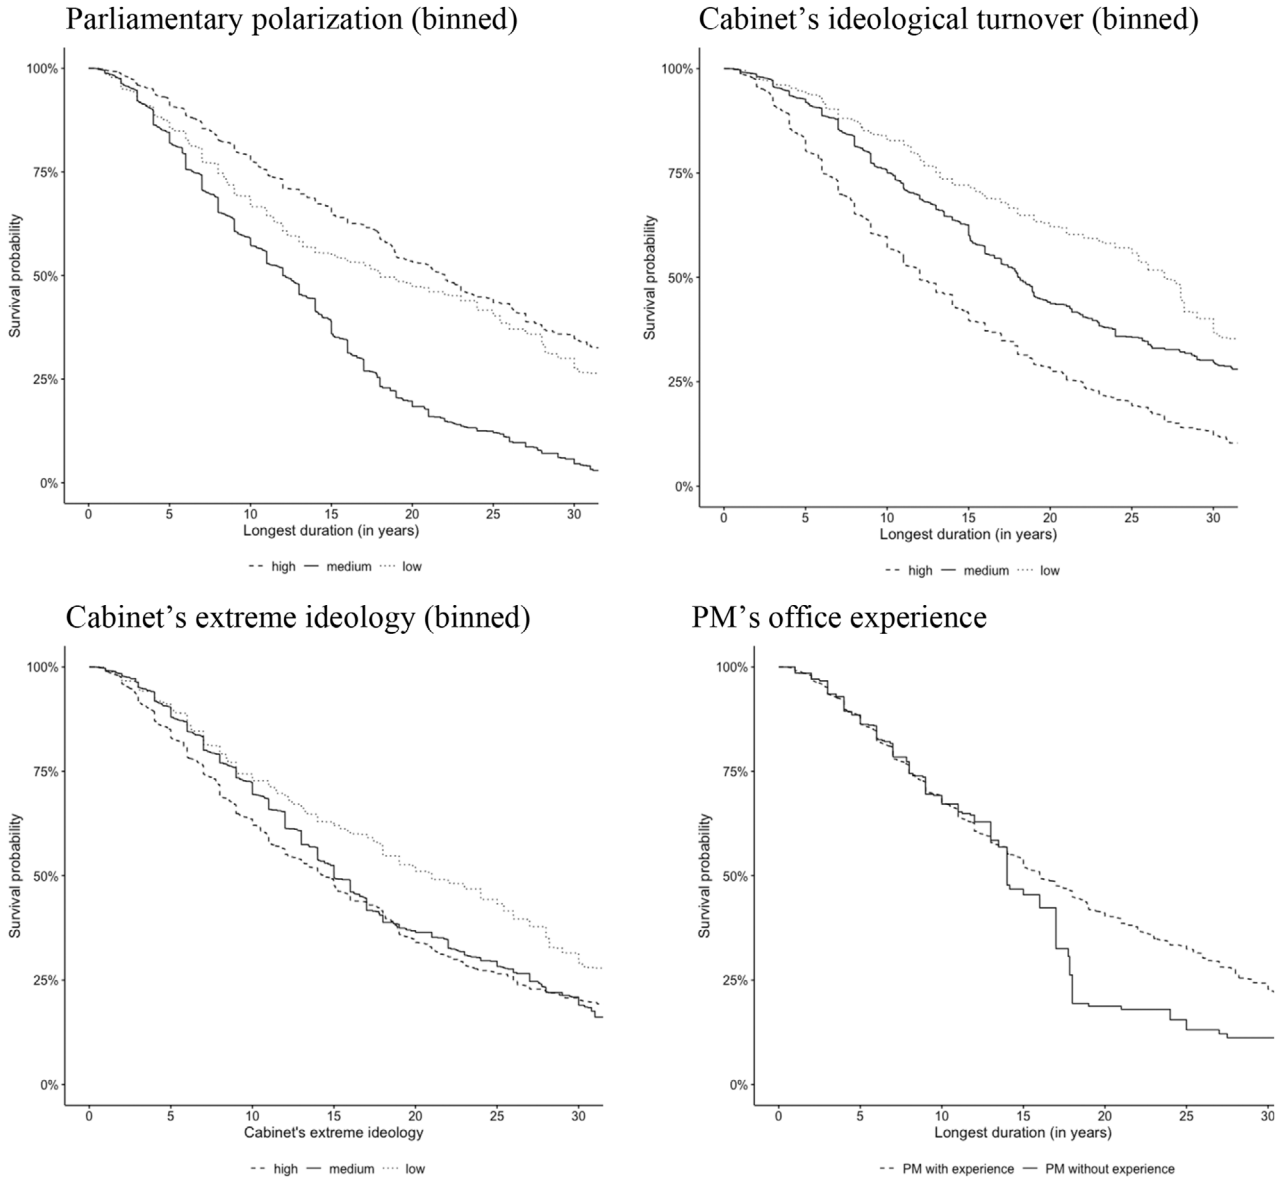 Parliamentary polarization (binned)
100%
75%
50%
25%
0%
Survival probability
0 5 10 15 20 25 30
Longest duration (in years)
high medium low
Cabinet’s ideological turnover (binned)
100%
75%
50%
25%
0%
Survival probability
0 5 10 15 20 25 30
Longest duration (in years)
high medium low
Cabinet’s extreme ideology (binned)
100%
75%
50%
25%
0%
Survival probability
0 5 10 15 20 25 30
Cabinet's extreme ideology
high medium low
PM’s office experience
100%
75%
50%
25%
0%
Survival probability
0 5 10 15 20 25 30
Longest duration (in years)
PM with experience PM without experience